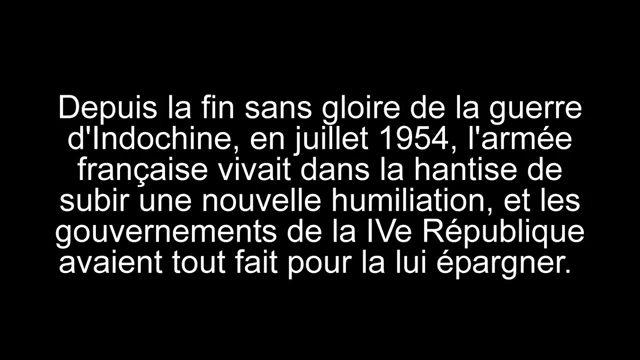 Depuis la fin sans gloire de la guerre
d'Indochine, en juillet 1954, l'armée
française vivait dans la hantise de
subir une nouvelle humiliation, et les
gouvernements de la IVe République
avaient tout fait pour la lui épargner.